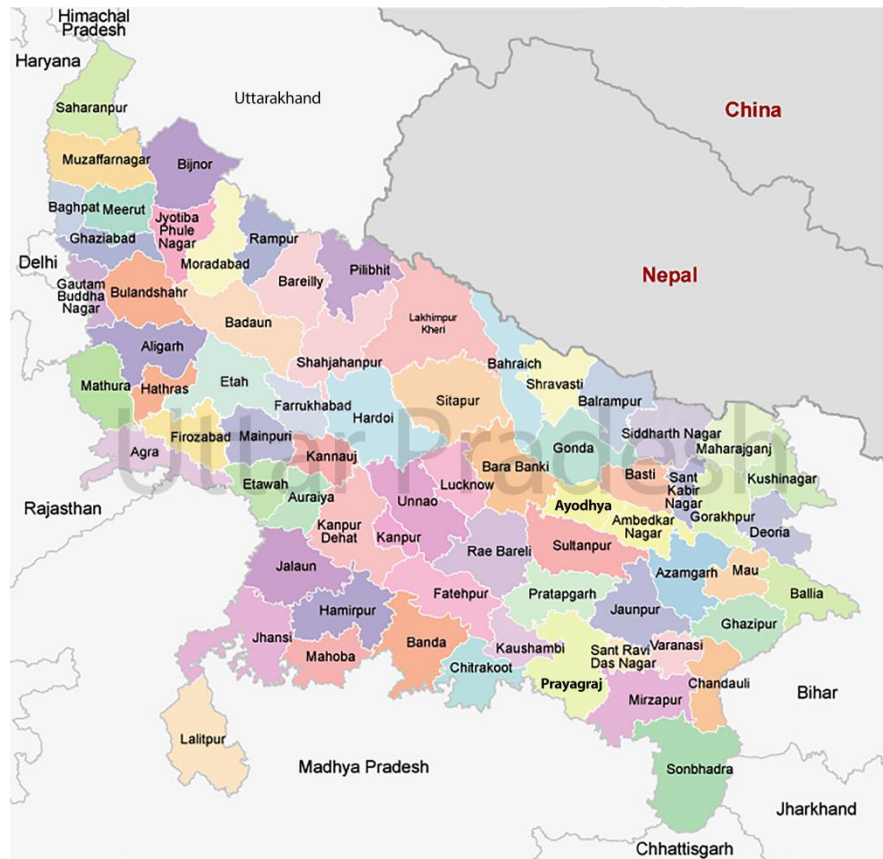 Himachal
Pradesh
Haryana
Uttarakhand
China
Saharanpur
Muzaffarnagar
Bijnor
Baghpat
Meerut
Jyotiba
Phule
Nagar
Rampur
Ghaziabad
Delhi
Moradabad
Nepal
Gautam
Buddha
Nagar
Bulandshahr
Bareilly
Pilibhit
Badaun
Lakhimpur
Kheri
Aligarh
Shahjahanpur
Bahraich
Mathura
Hathras
Etah
Shravasti
Farrukhabad
Hardoi
Sitapur
Balrampur
Uttar Pradesh
Agra
Firozabad
Mainpuri
Kannauj
Gonda
Siddharth Nagar
Maharajganj
Bara Banki
Basti
Sant
Kabir
Nagar
Kushinagar
Etawah
Auraiya
Unnao
Lucknow
Rajasthan
Ayodhya
Ambedkar
Nagar
Gorakhpur
Deoria
Kanpur
Dehat
Kanpur
Rae Bareli
Sultanpur
Jalaun
Azamgarh
Mau
Ballia
Hamirpur
Fatehpur
Pratapgarh
Jaunpur
Ghazipur
Jhansi
Mahoba
Banda
Kaushambi
Sant Ravi
Das Nagar
Varanasi
Chitrakoot
Prayagraj
Chandauli
Mirzapur
Bihar
Lalitpur
Madhya Pradesh
Sonbhadra
Jharkhand
Chhattisgarh